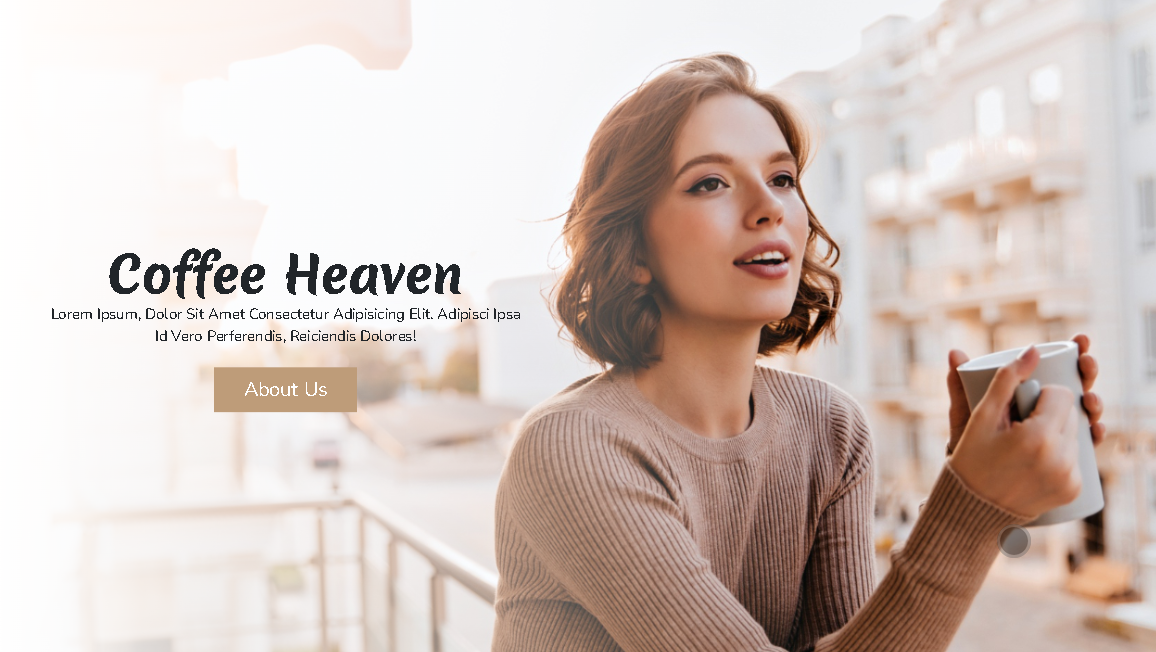 Coffee Heaven
Lorem Ipsum, Dolor Sit Amet Consectetur Adipisicing Elit. Adipisci Ipsa
Id Vero Perferendis, Reiciendis Dolores!
About Us